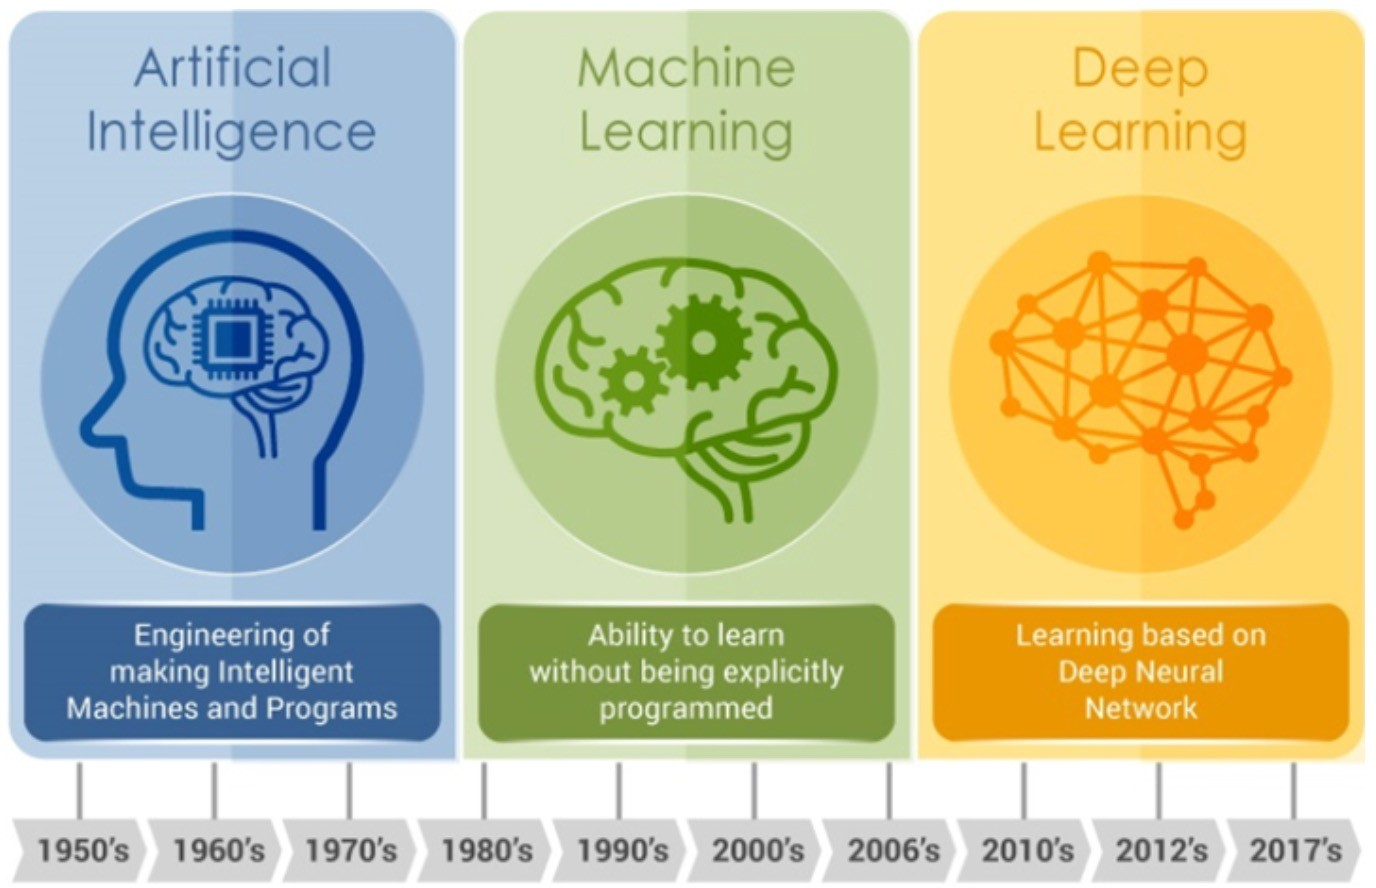 Artificial
Intelligence
Machine
Learning
Deep
Learning
Engineering of
making Intelligent
Machines and Programs
Ability to learn
without being explicitly
programmed
Learning based on
Deep Neural
Network
1950's 1960's 1970's 1980's 1990's 2000's 2006's 2010's 2012's 2017's